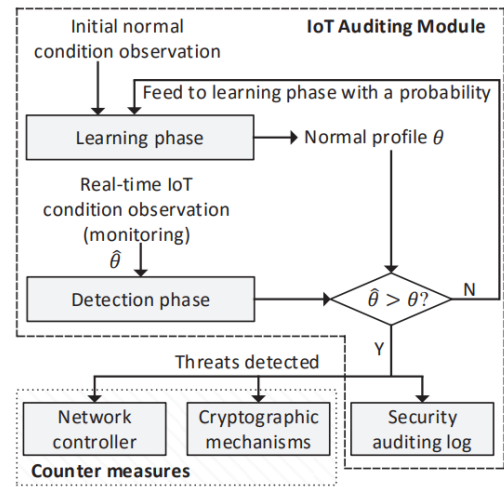 Initial normal
condition observation
IoT Auditing Module
Feed to learning phase with a probability
Learning phase
Normal profile θ
Real-time IoT
condition observation
(monitoring)
θ̂
Detection phase
θ̂ > θ?
N
Y
Threats detected
Network
controller
Cryptographic
mechanisms
Security
auditing log
Counter measures